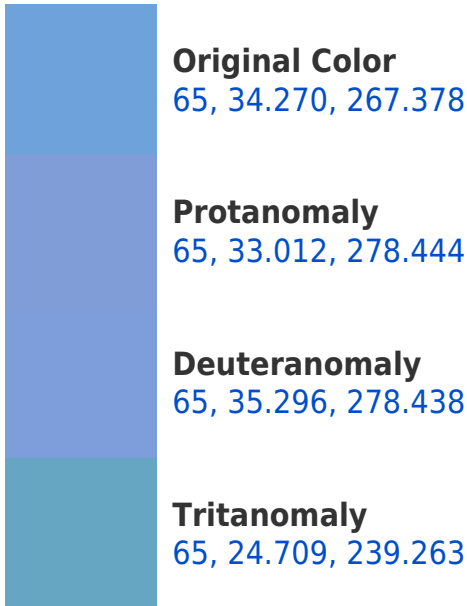 Original Color
65, 34.270, 267.378
Protanomaly
65, 33.012, 278.444
Deuteranomaly
65, 35.296, 278.438
Tritanomaly
65, 24.709, 239.263